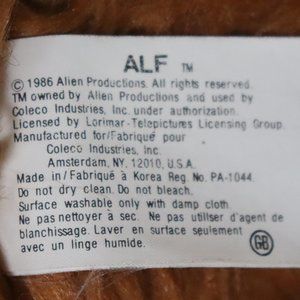 ALF TM
© 1986 Alien Productions. All rights reserved.
TM owned by Alien Productions and used by
Coleco Industries, Inc. under authorization.
Licensed by Lorimar-Telepictures Licensing Group.
Manufactured for/Fabriqué pour
Coleco Industries, Inc.
Amsterdam, NY. 12010, U.S.A.
Made in/Fabriqué à Korea Reg. No. PA-1044.
Do not dry clean. Do not bleach.
Surface washable only with damp cloth.
Ne pas nettoyer à sec. Ne pas utiliser d'agent de
blanchissage. Laver en surface seulement
avec un linge humide.
GB